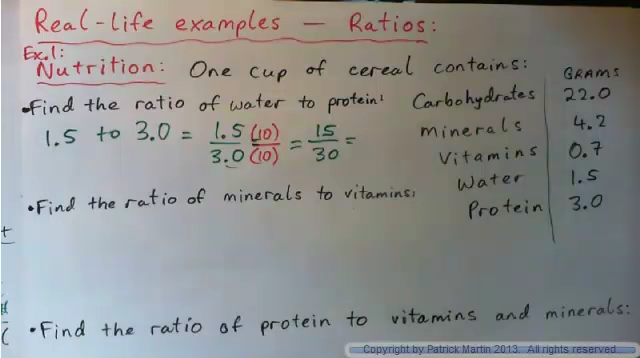 Real-life examples — Ratios:
Ex.1:
Nutrition: One cup of cereal contains:
GRAMS
•Find the ratio of water to protein:
Carbohydrates 22.0
1.5 to 3.0 = 1.5 (10) / 3.0 (10) = 15 / 30 =
minerals 4.2
Vitamins 0.7
Water 1.5
•Find the ratio of minerals to vitamins:
Protein 3.0
•Find the ratio of protein to vitamins and minerals:
Copyright by Patrick Martin 2013. All rights reserved